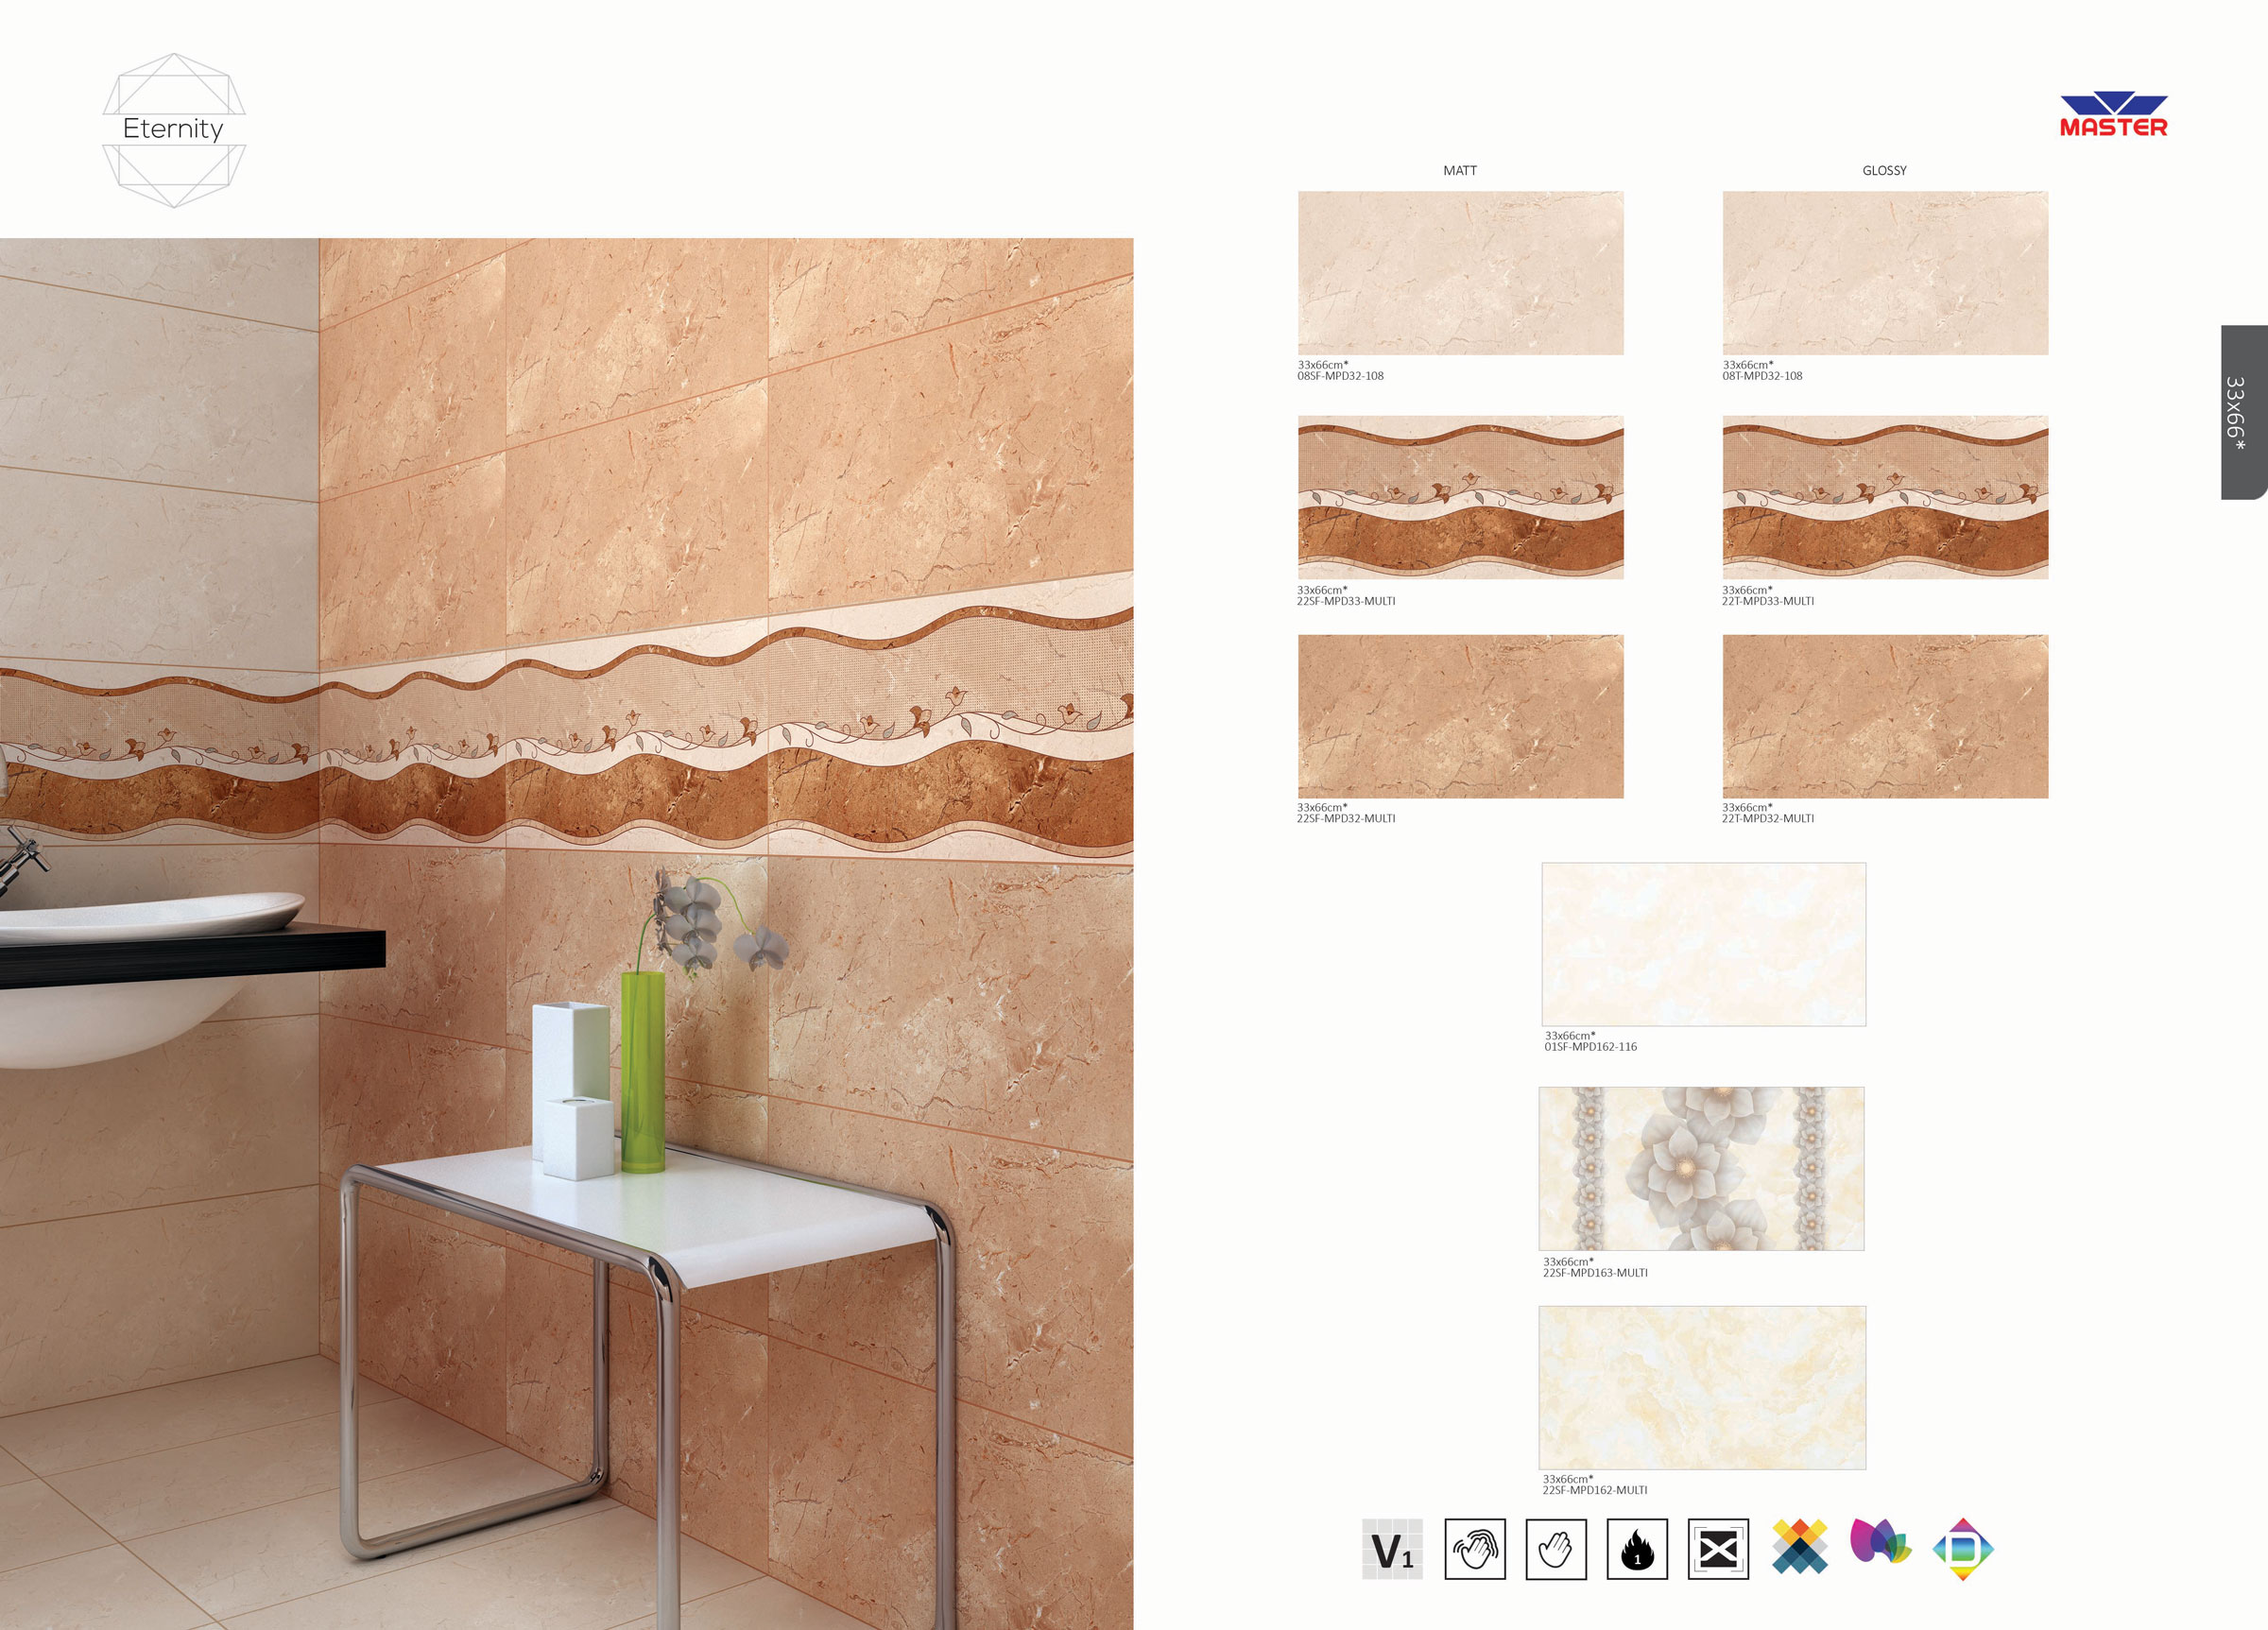 Eternity
MASTER
MATT
GLOSSY
33x66cm*
08SF-MPD32-108
33x66cm*
08T-MPD32-108
33x66*
33x66cm*
22SF-MPD33-MULTI
33x66cm*
22T-MPD33-MULTI
33x66cm*
22SF-MPD32-MULTI
33x66cm*
22T-MPD32-MULTI
33x66cm*
01SF-MPD162-116
33x66cm*
22SF-MPD163-MULTI
33x66cm*
22SF-MPD162-MULTI
V1
1
D